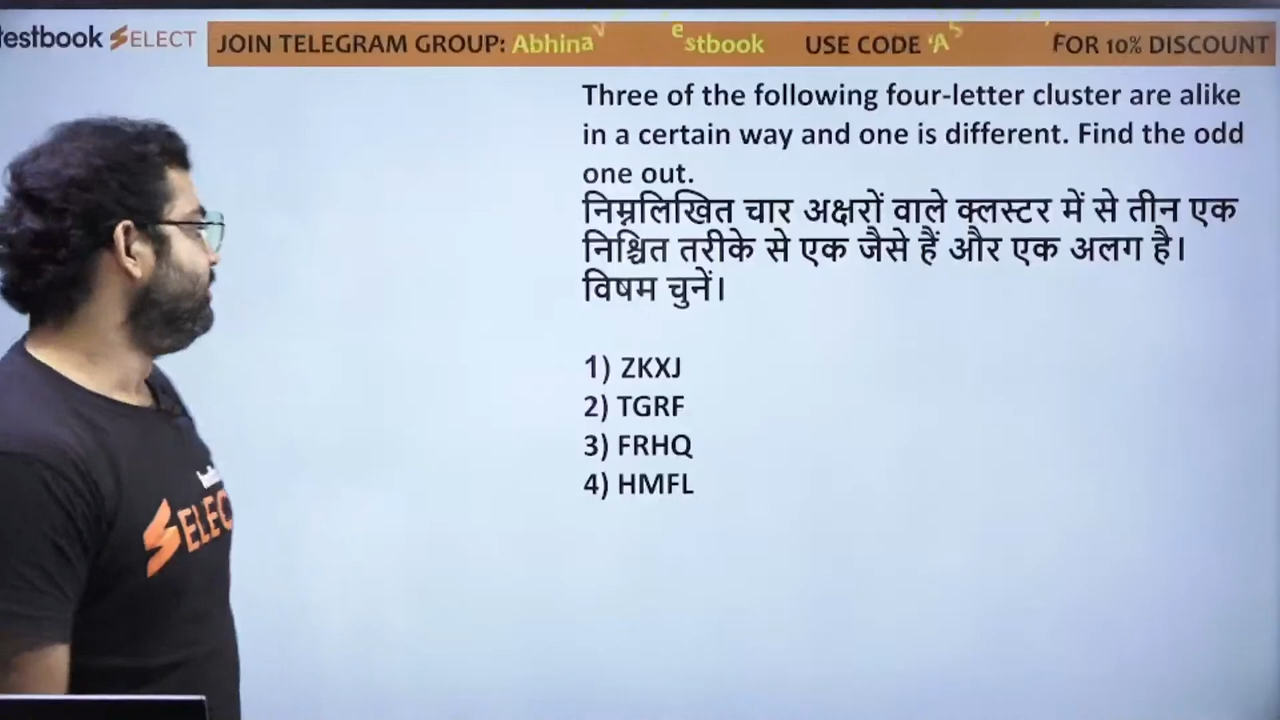 testbook SELECT
JOIN TELEGRAM GROUP: Abhinav estbook USE CODE 'A FOR 10% DISCOUNT
Three of the following four-letter cluster are alike
in a certain way and one is different. Find the odd
one out.
निम्नलिखित चार अक्षरों वाले क्लस्टर में से तीन एक
निश्चित तरीके से एक जैसे हैं और एक अलग है।
विषम चुनें।
1) ZKXJ
2) TGRF
3) FRHQ
4) HMFL
SELEC